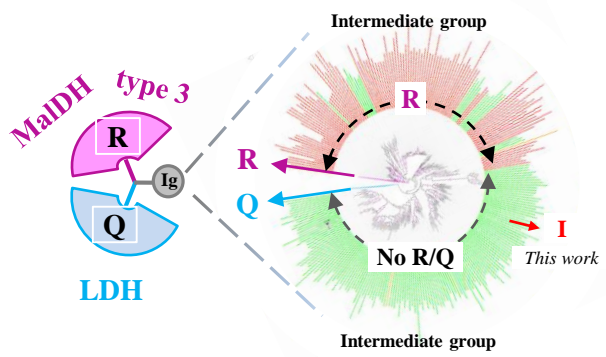 Intermediate group
MalDH type 3
R
R
Ig
R
Q
Q
I
No R/Q
This work
LDH
Intermediate group